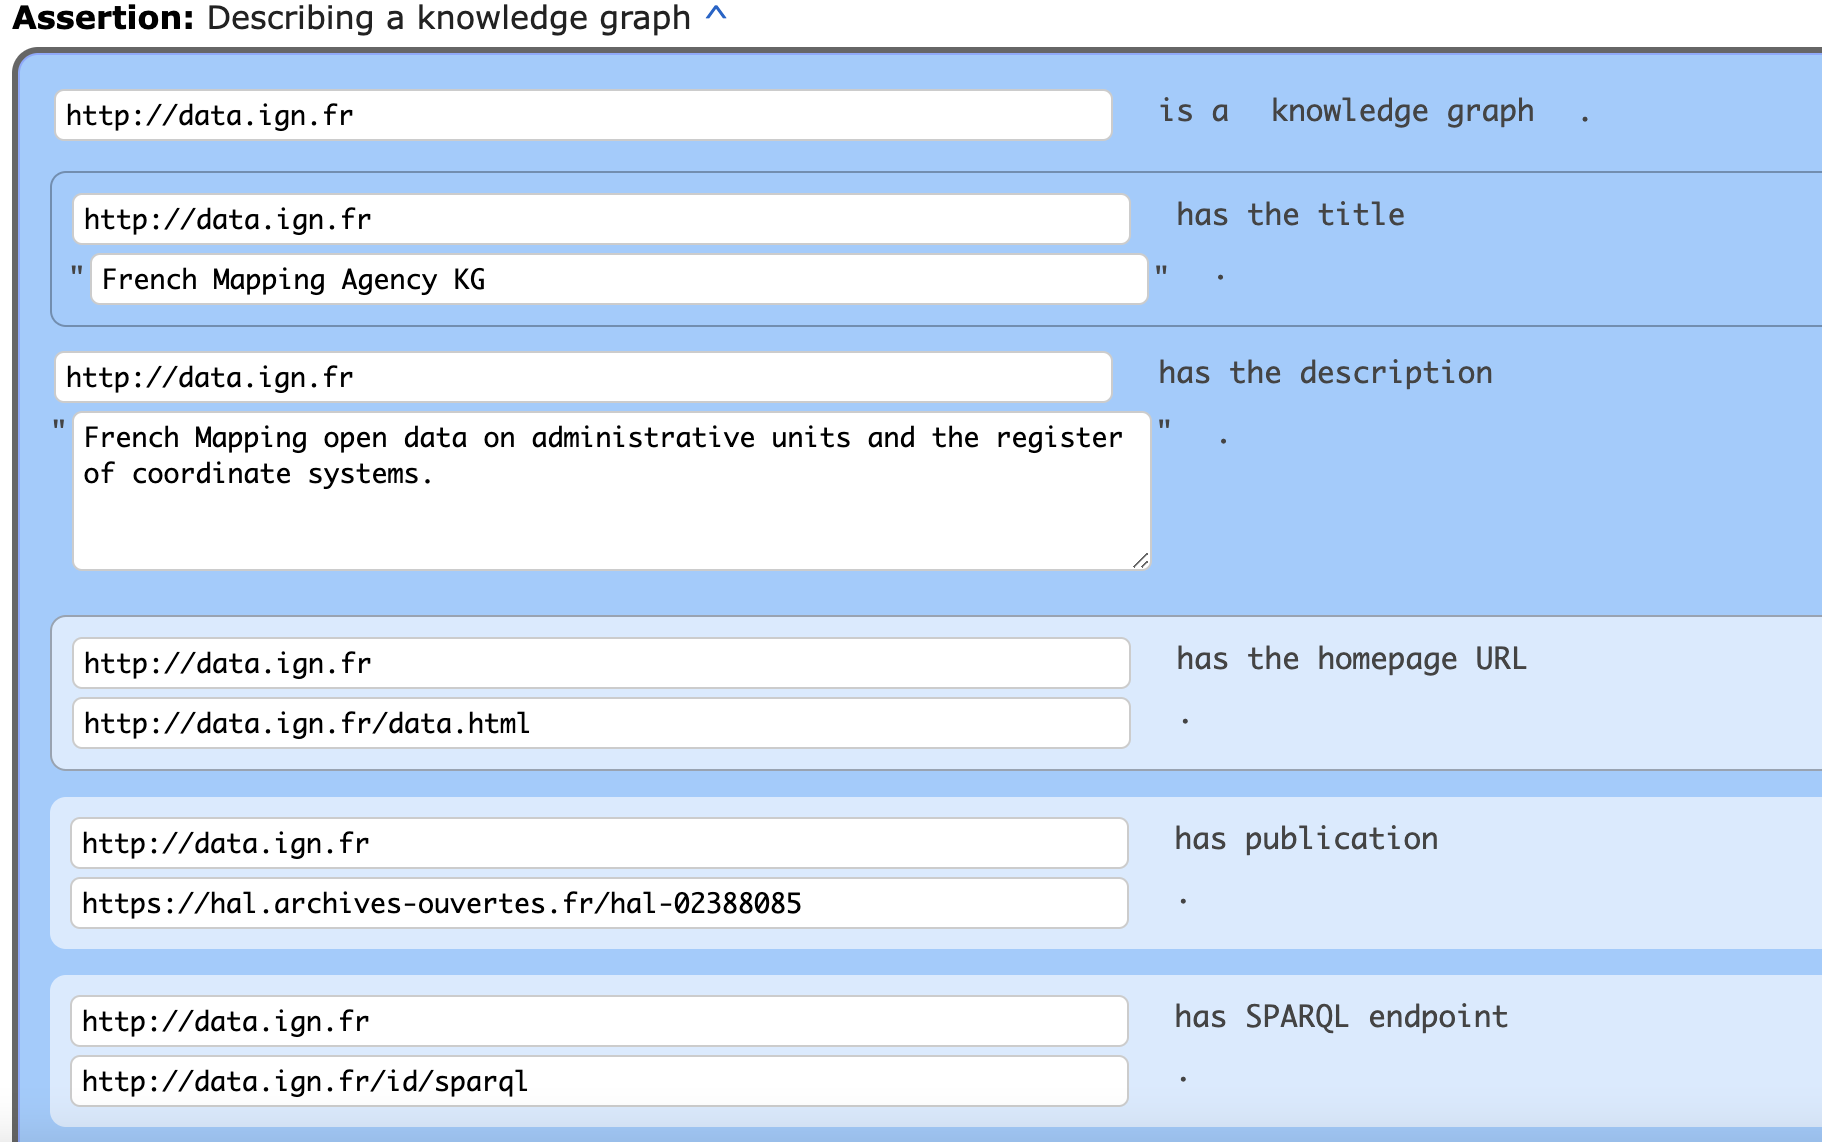 Assertion: Describing a knowledge graph ^
http://data.ign.fr is a knowledge graph .
http://data.ign.fr has the title
" French Mapping Agency KG " .
http://data.ign.fr has the description
" French Mapping open data on administrative units and the register " .
of coordinate systems.
http://data.ign.fr has the homepage URL
http://data.ign.fr/data.html .
http://data.ign.fr has publication
https://hal.archives-ouvertes.fr/hal-02388085 .
http://data.ign.fr has SPARQL endpoint
http://data.ign.fr/id/sparql .